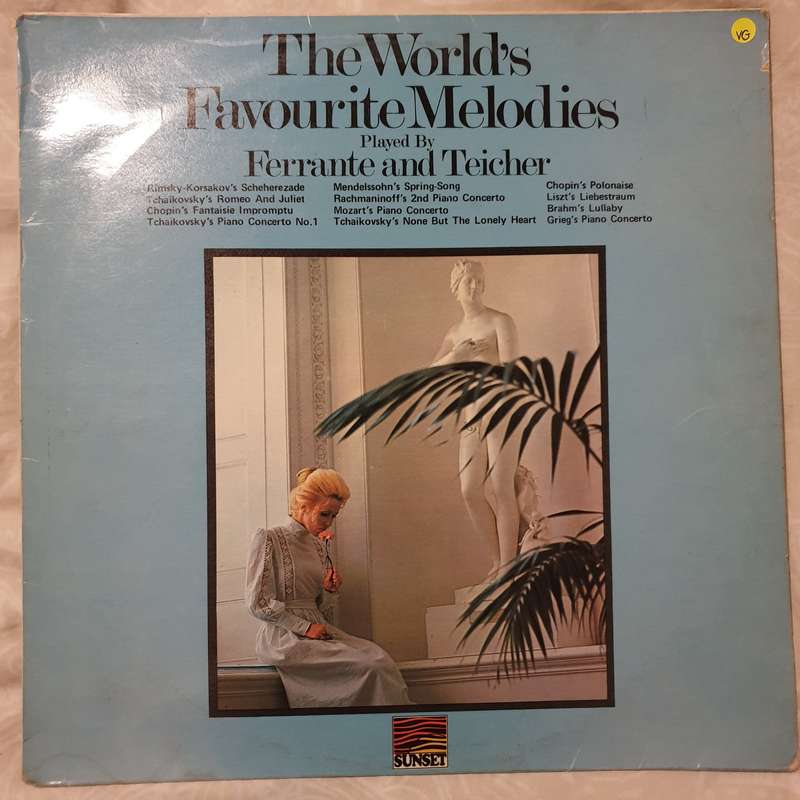 The World's
Favourite Melodies
Played By
Ferrante and Teicher
Rimsky-Korsakov's Scheherezade
Tchaikovsky's Romeo And Juliet
Chopin's Fantaisie Impromptu
Tchaikovsky's Piano Concerto No.1
Mendelssohn's Spring-Song
Rachmaninoff's 2nd Piano Concerto
Mozart's Piano Concerto
Tchaikovsky's None But The Lonely Heart
Chopin's Polonaise
Liszt's Liebestraum
Brahm's Lullaby
Grieg's Piano Concerto
VG
SUNSET